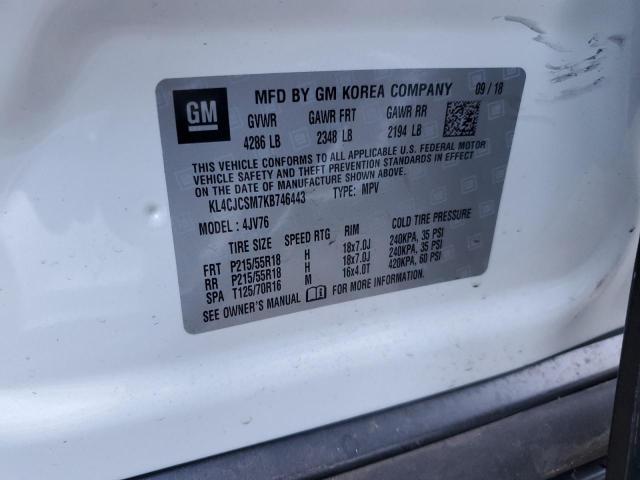 GM
MFD BY GM KOREA COMPANY 09 / 18
GVWR GAWR FRT GAWR RR
4286 LB 2348 LB 2194 LB
THIS VEHICLE CONFORMS TO ALL APPLICABLE U.S. FEDERAL MOTOR
VEHICLE SAFETY AND THEFT PREVENTION STANDARDS IN EFFECT
ON THE DATE OF MANUFACTURE SHOWN ABOVE.
KL4CJCSM7KB746443 TYPE: MPV
MODEL: 4JV76
TIRE SIZE SPEED RTG RIM COLD TIRE PRESSURE
FRT P215/55R18 H 18x7.0J 240KPA, 35 PSI
RR P215/55R18 H 18x7.0J 240KPA, 35 PSI
SPA T125/70R16 M 16x4.0T 420KPA, 60 PSI
SEE OWNER'S MANUAL FOR MORE INFORMATION